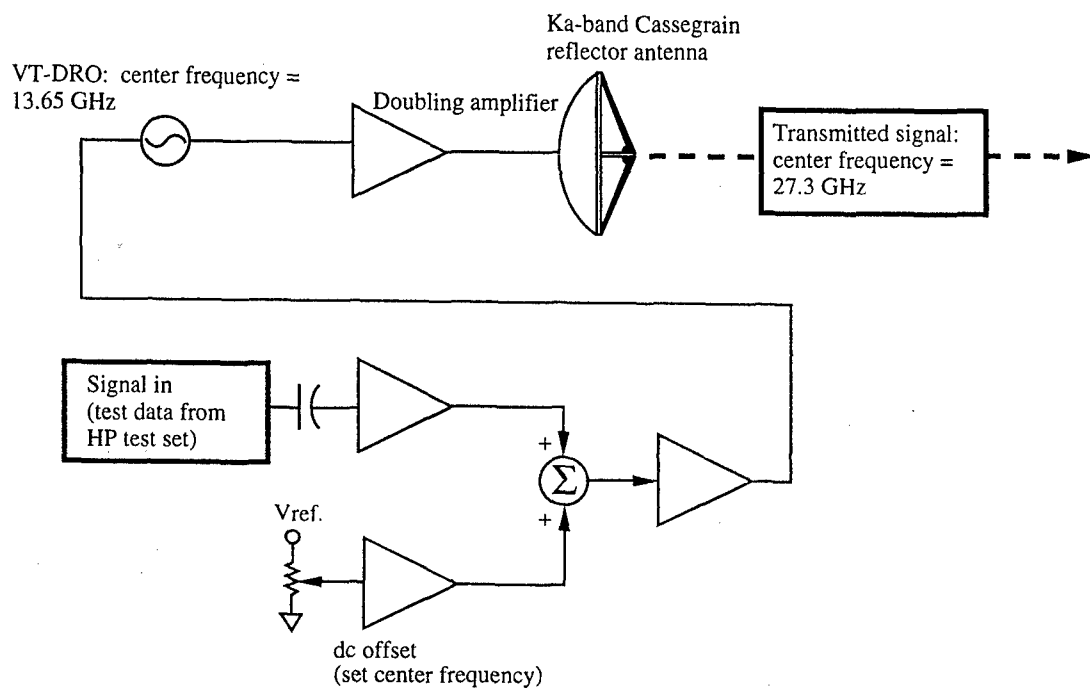 Ka-band Cassegrain
reflector antenna
VT-DRO: center frequency =
13.65 GHz
Doubling amplifier
Transmitted signal:
center frequency =
27.3 GHz
Signal in
(test data from
HP test set)
+
Σ
+
Vref.
dc offset
(set center frequency)